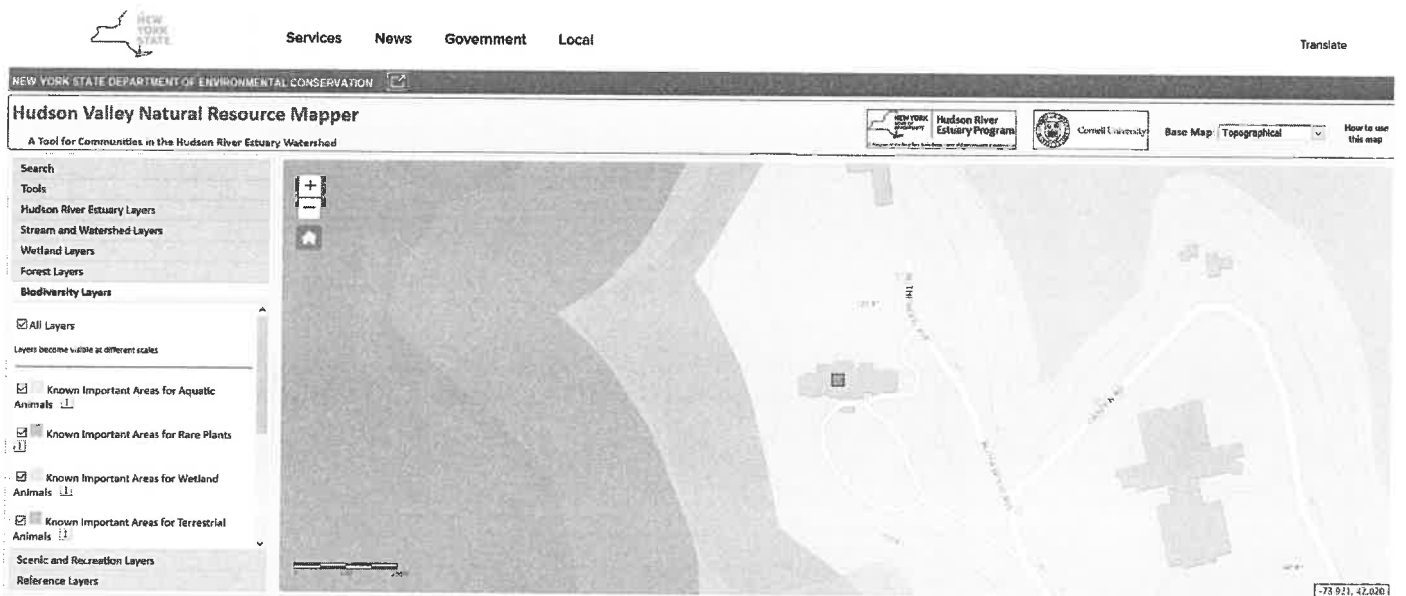 NEW YORK STATE
Services News Government Local
Translate
NEW YORK STATE DEPARTMENT OF ENVIRONMENTAL CONSERVATION
Hudson Valley Natural Resource Mapper
A Tool for Communities in the Hudson River Estuary Watershed
NEW YORK
Hudson River Estuary Program
Cornell University
Base Map: Topographical
How to use this map
Search
Tools
Hudson River Estuary Layers
Stream and Watershed Layers
Wetland Layers
Forest Layers
Biodiversity Layers
All Layers
Layers become visible at different scales
Known Important Areas for Aquatic
Animals
Known Important Areas for Rare Plants
Known Important Areas for Wetland
Animals
Known Important Areas for Terrestrial
Animals
Scenic and Recreation Layers
Reference Layers
-73.921, 42.020